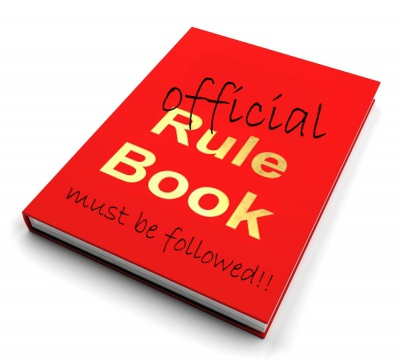 official
Rule
Book
must be followed!!